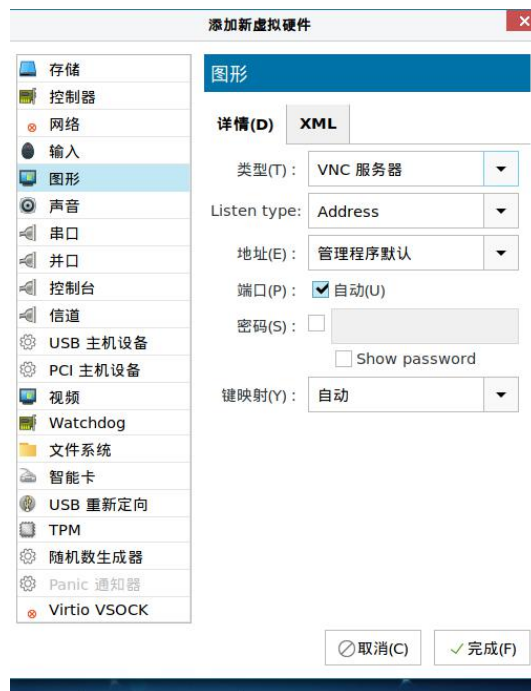 添加新虚拟硬件
存储
控制器
网络
输入
图形
声音
串口
并口
控制台
信道
USB 主机设备
PCI 主机设备
视频
Watchdog
文件系统
智能卡
USB 重新定向
TPM
随机数生成器
Panic 通知器
Virtio VSOCK
图形
详情(D) XML
类型(T)： VNC 服务器
Listen type: Address
地址(E)： 管理程序默认
端口(P)： 自动(U)
密码(S)：
Show password
键映射(Y)： 自动
取消(C) 完成(F)